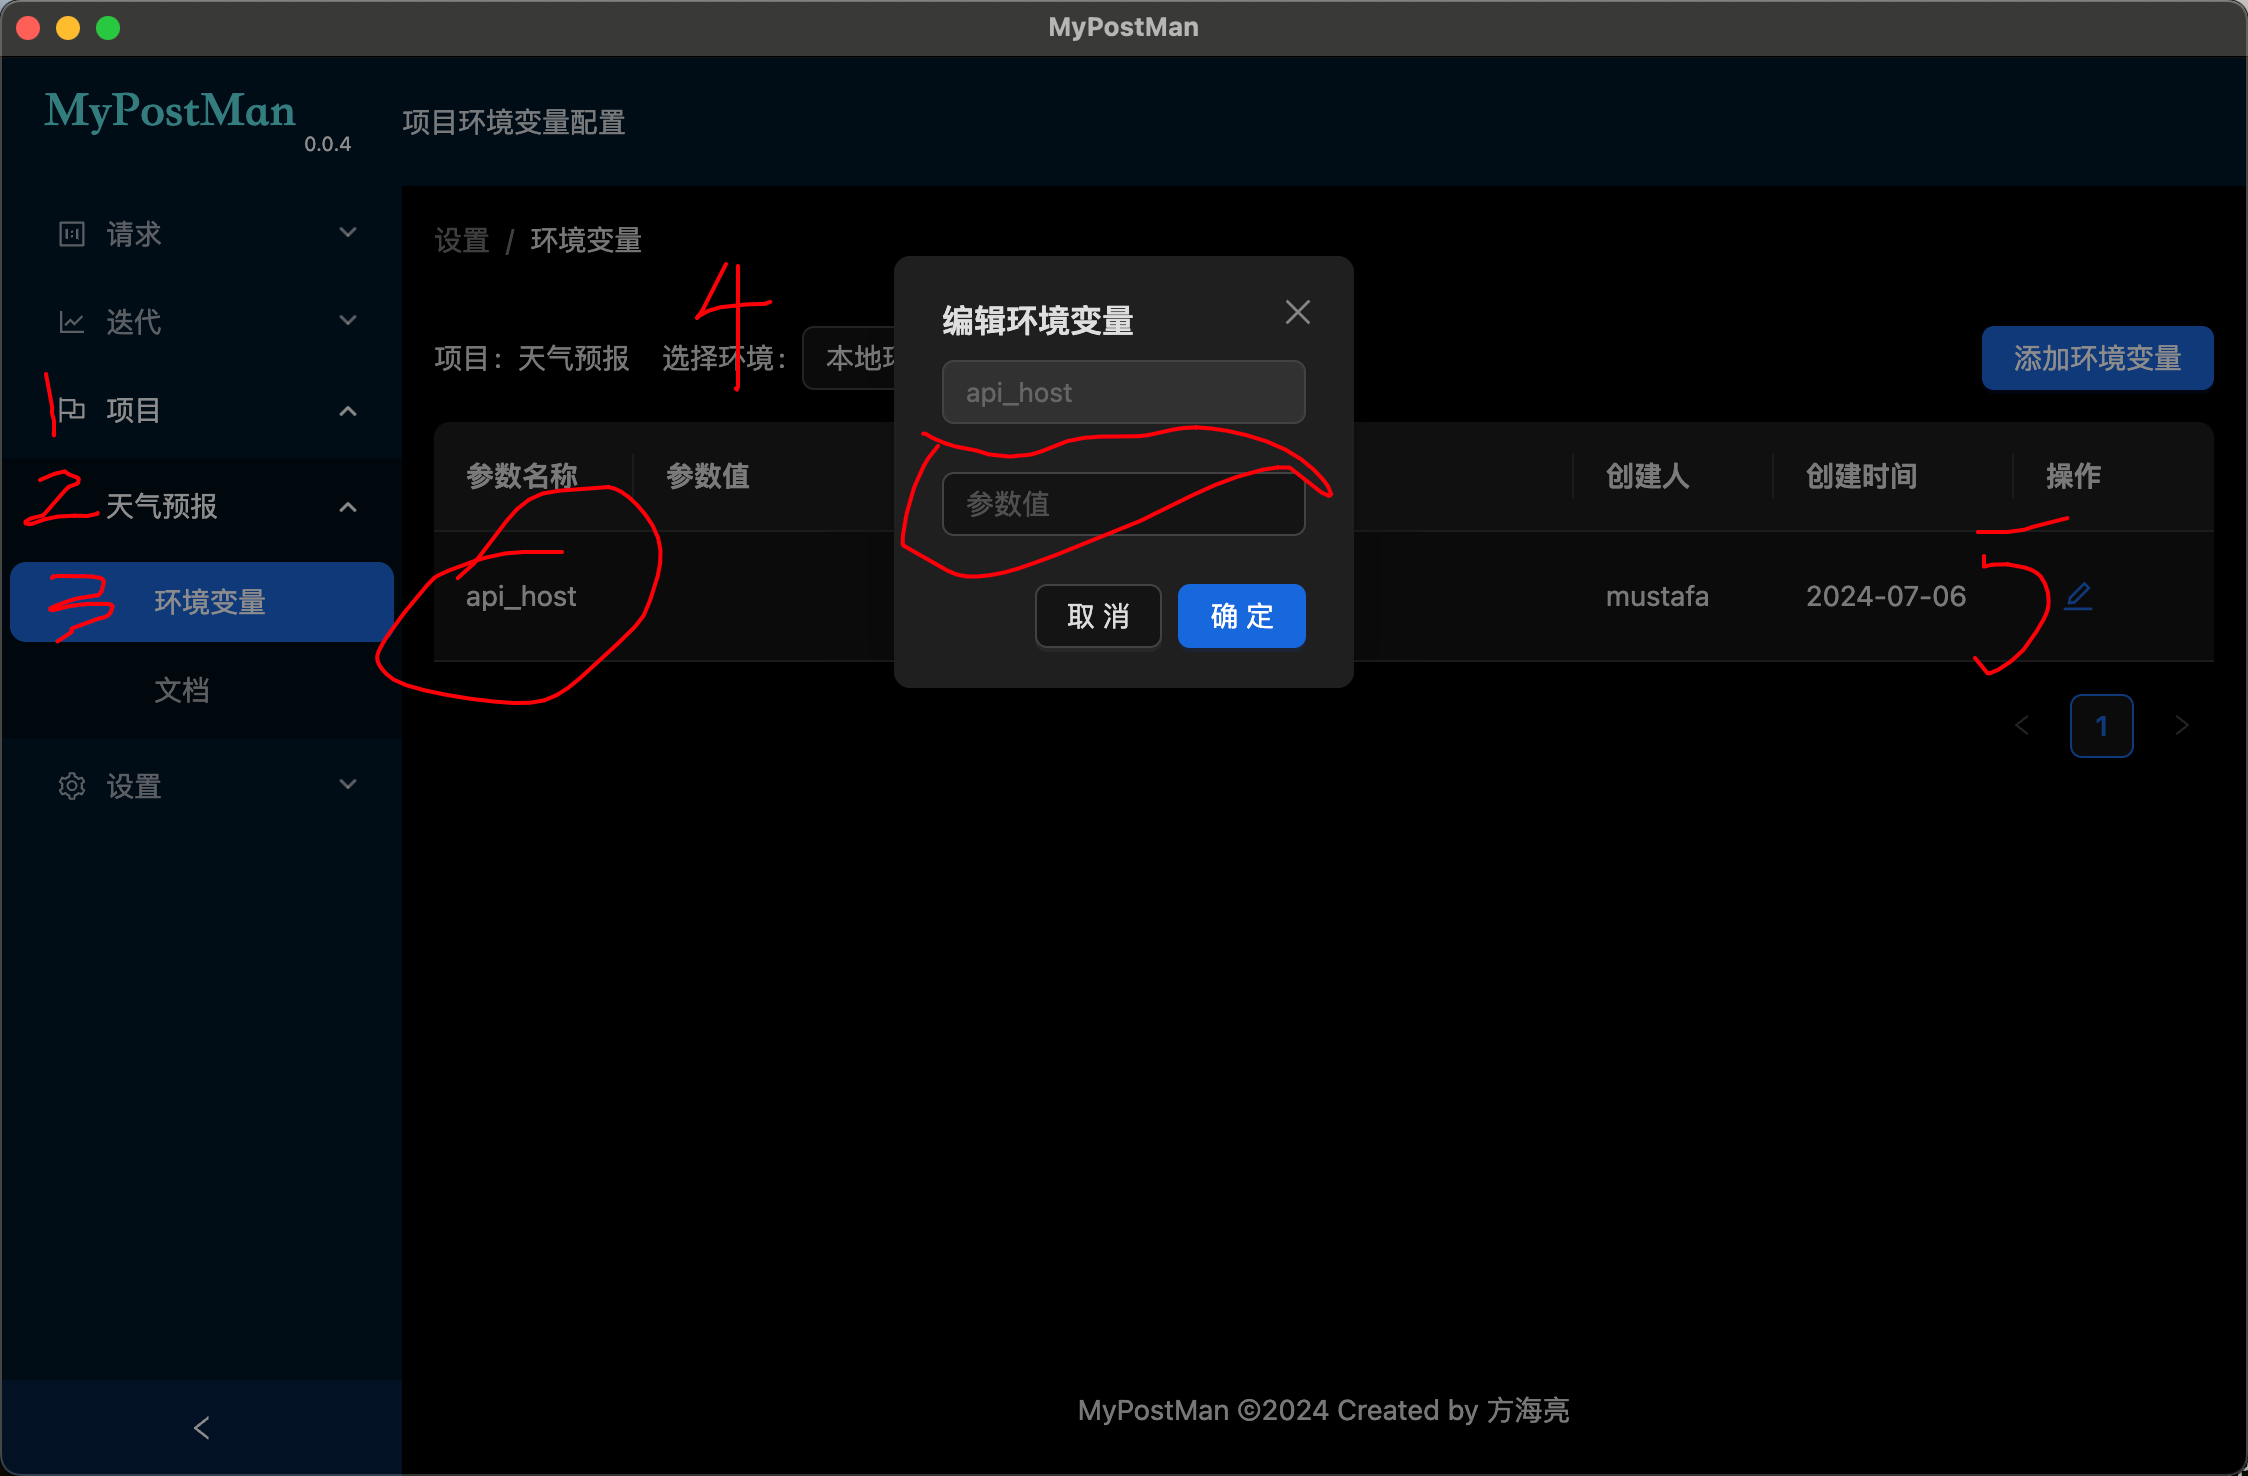 MyPostMan
MyPostMan
0.0.4
项目环境变量配置
请求
迭代
1
项目
2
天气预报
3
环境变量
文档
设置
设置 / 环境变量
4
项目：天气预报 选择环境：
本地环
添加环境变量
参数名称 参数值 创建人 创建时间 操作
api_host mustafa 2024-07-06
5
1
编辑环境变量
api_host
参数值
取 消 确 定
MyPostMan ©2024 Created by 方海亮